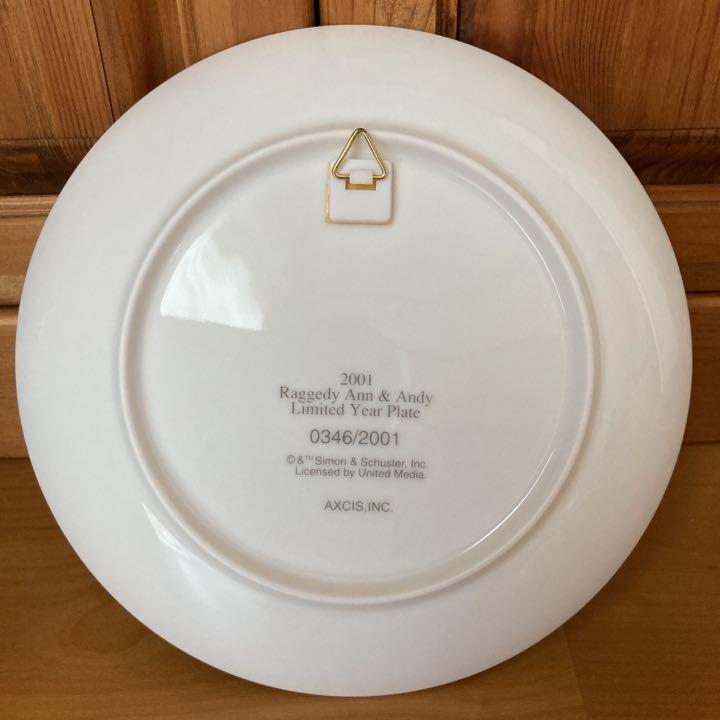 2001
Raggedy Ann & Andy
Limited Year Plate
0346/2001
©&™Simon & Schuster, Inc.
Licensed by United Media.
AXCIS,INC.